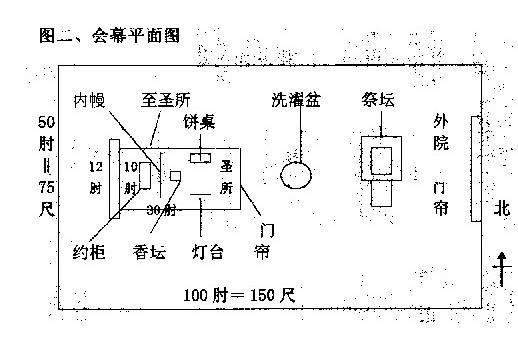 图二、会幕平面图
内幔
至圣所
饼桌
洗濯盆
祭坛
外院门帘
50肘=75尺
12肘
10肘
30肘
圣所
门帘
约柜
香坛
灯台
北
100肘=150尺